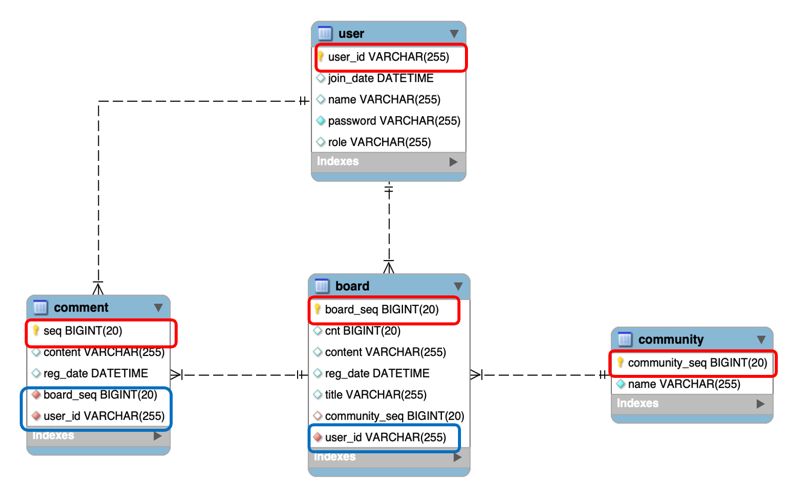 user
user_id VARCHAR(255)
join_date DATETIME
name VARCHAR(255)
password VARCHAR(255)
role VARCHAR(255)
Indexes
comment
seq BIGINT(20)
content VARCHAR(255)
reg_date DATETIME
board_seq BIGINT(20)
user_id VARCHAR(255)
Indexes
board
board_seq BIGINT(20)
cnt BIGINT(20)
content VARCHAR(255)
reg_date DATETIME
title VARCHAR(255)
community_seq BIGINT(20)
user_id VARCHAR(255)
Indexes
community
community_seq BIGINT(20)
name VARCHAR(255)
Indexes